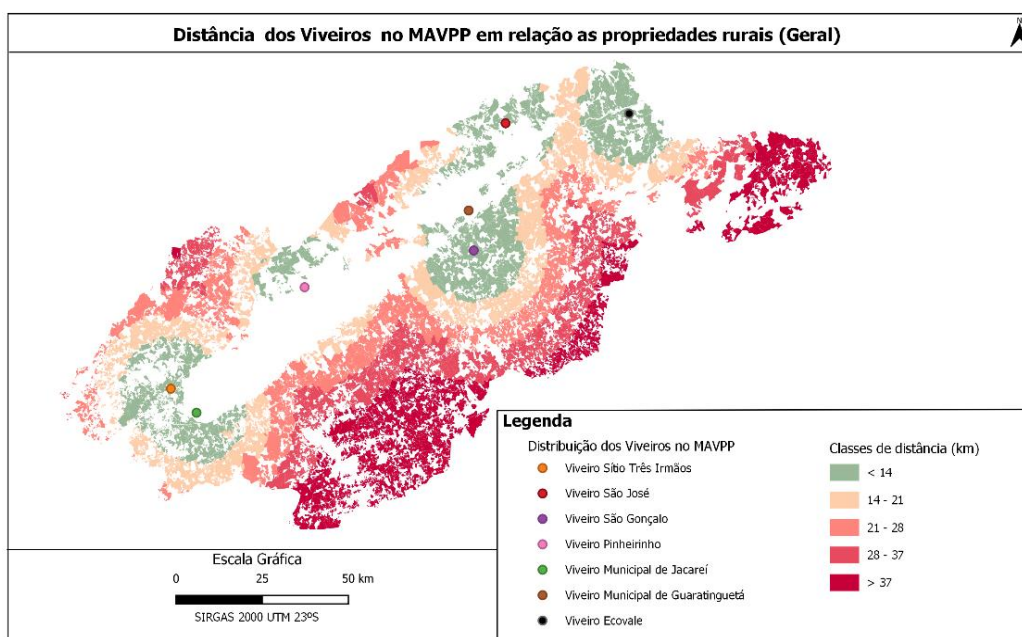 Distância dos Viveiros no MAVPP em relação as propriedades rurais (Geral)
N
Legenda
Distribuição dos Viveiros no MAVPP
Viveiro Sítio Três Irmãos
Viveiro São José
Viveiro São Gonçalo
Viveiro Pinheirinho
Viveiro Municipal de Jacareí
Viveiro Municipal de Guaratinguetá
Viveiro Ecovale
Classes de distância (km)
< 14
14 - 21
21 - 28
28 - 37
> 37
Escala Gráfica
0 25 50 km
SIRGAS 2000 UTM 23ºS